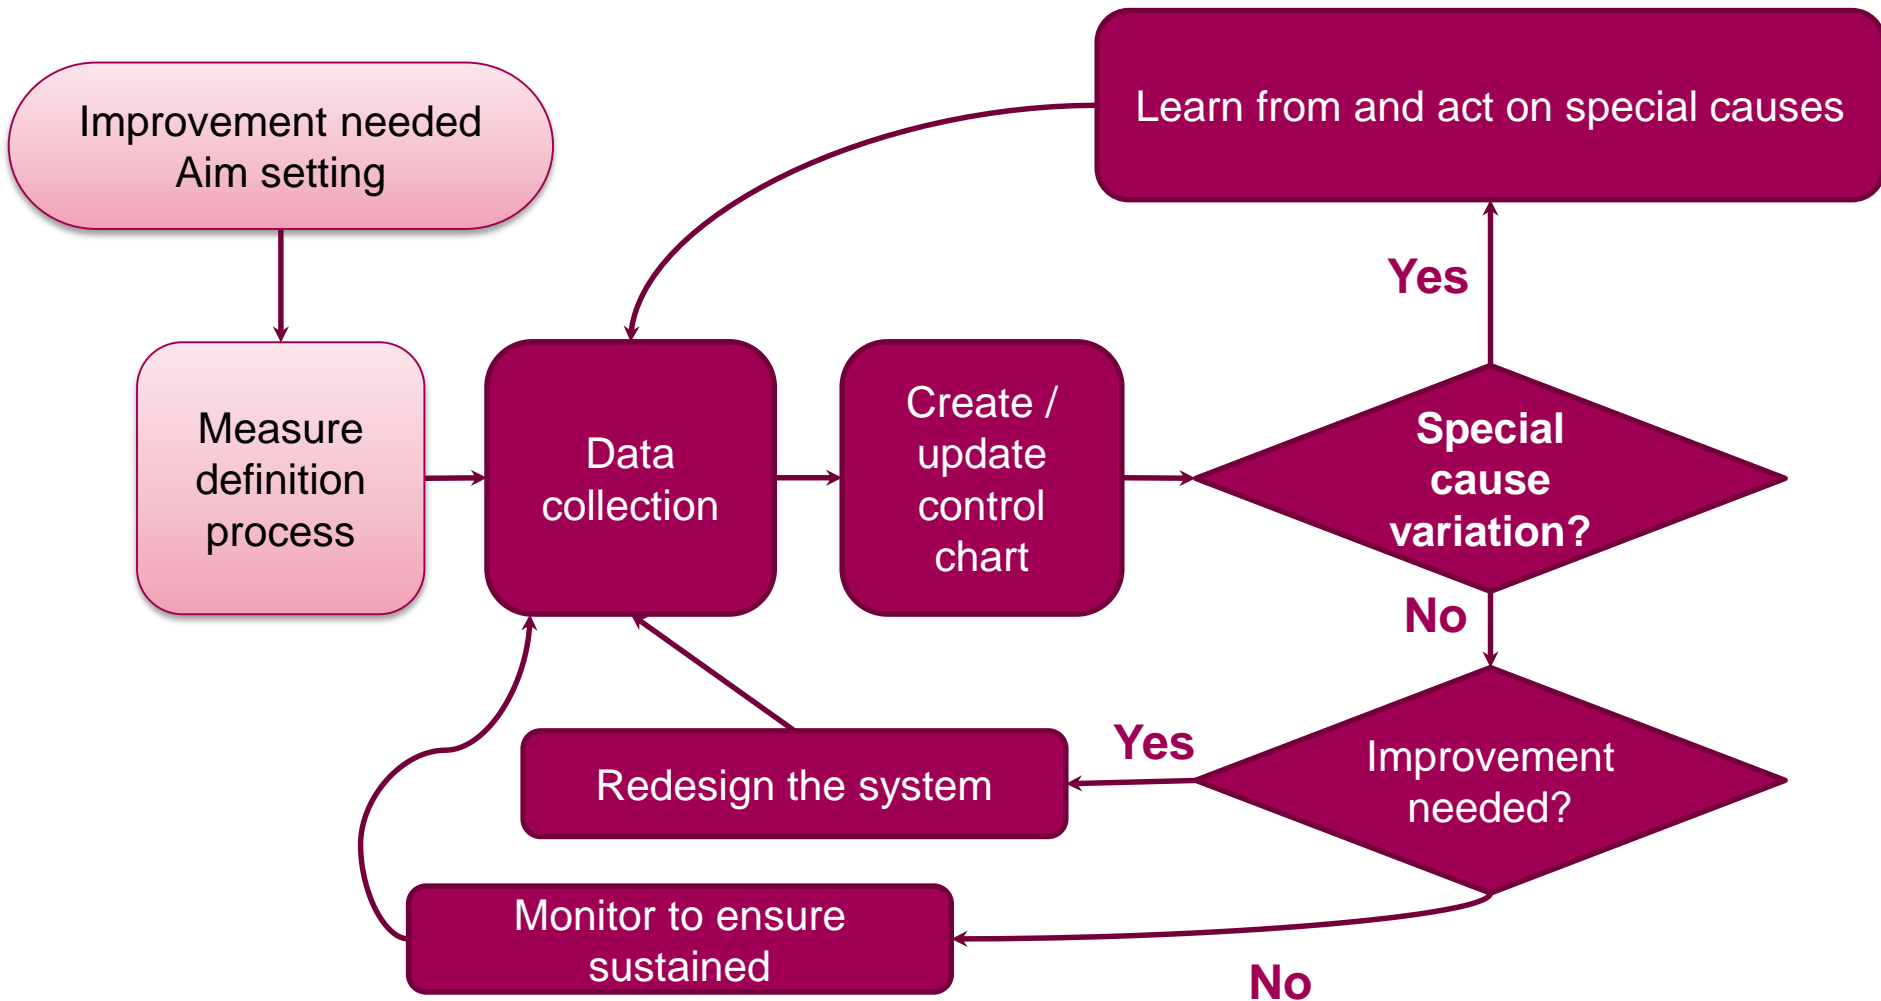 Improvement needed
Aim setting
Learn from and act on special causes
Yes
Measure
definition
process
Data
collection
Create /
update
control
chart
Special
cause
variation?
No
Redesign the system
Yes
Improvement
needed?
Monitor to ensure
sustained
No